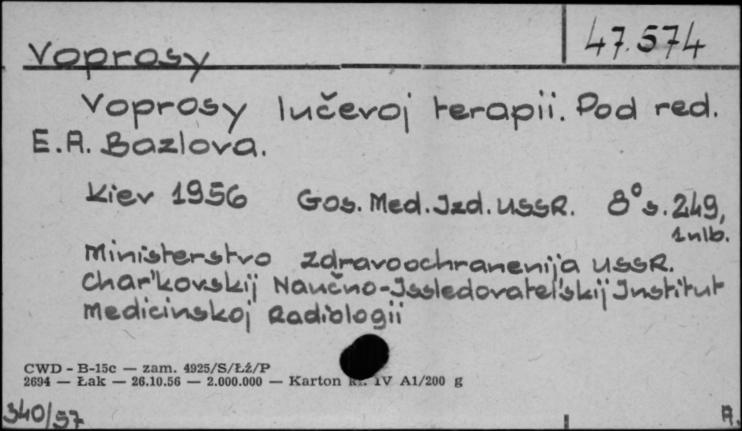 Voprosy 47.574
Voprosy lučevoj terapii. Pod red.
E.A. Bazlova.
Kiev 1956 Gos. Med. Izd. USSR. 8° s. 249,
1 nlb.
Ministerstvo zdravoochranenija USSR.
Char'kovskij Naučno-Issledovatel'skij Institut
Medicinskoj Radiologii
CWD - B-15c — zam. 4925/S/Łż/P
2694 — Łak — 26.10.56 — 2.000.000 — Karton kl. IV A1/200 g
340/57 A.